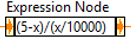 Expression Node
(5-x)/(x/10000)